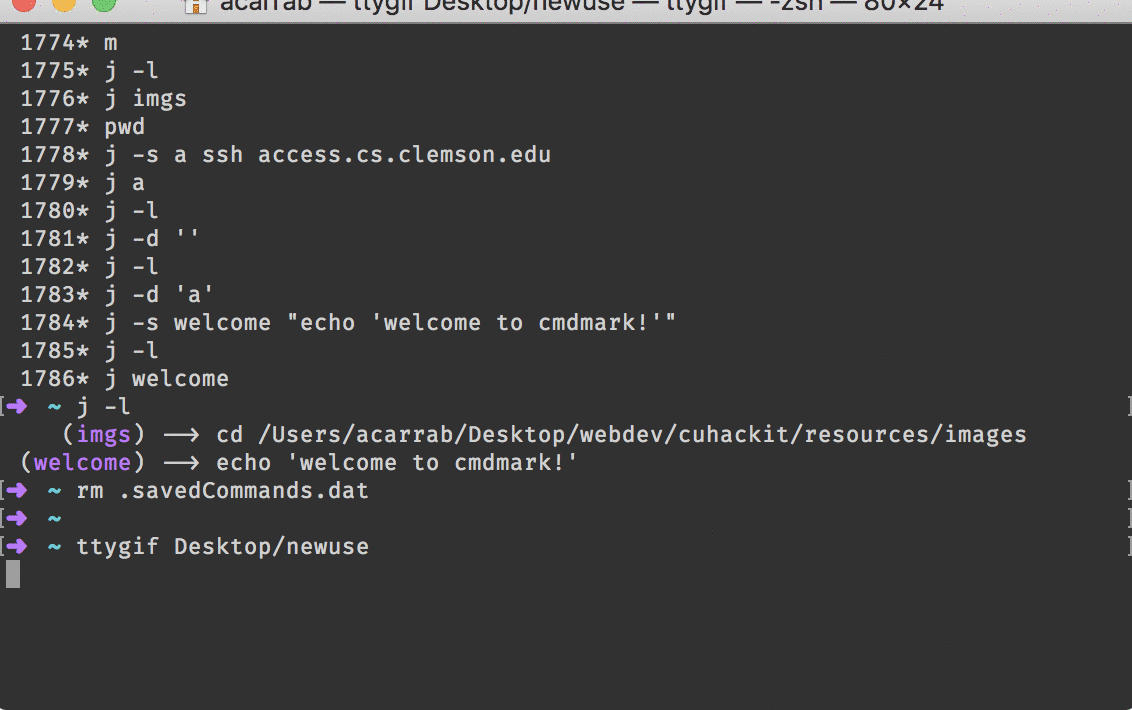 acarrab — ttygif Desktop/newuse — ttygif — -zsh — 80×24
1774* m
1775* j -l
1776* j imgs
1777* pwd
1778* j -s a ssh access.cs.clemson.edu
1779* j a
1780* j -l
1781* j -d ''
1782* j -l
1783* j -d 'a'
1784* j -s welcome "echo 'welcome to cmdmark!'"
1785* j -l
1786* j welcome
[➜ ~ j -l ]
(imgs) ⟶ cd /Users/acarrab/Desktop/webdev/cuhackit/resources/images
(welcome) ⟶ echo 'welcome to cmdmark!'
[➜ ~ rm .savedCommands.dat ]
[➜ ~ ]
[➜ ~ ttygif Desktop/newuse ]